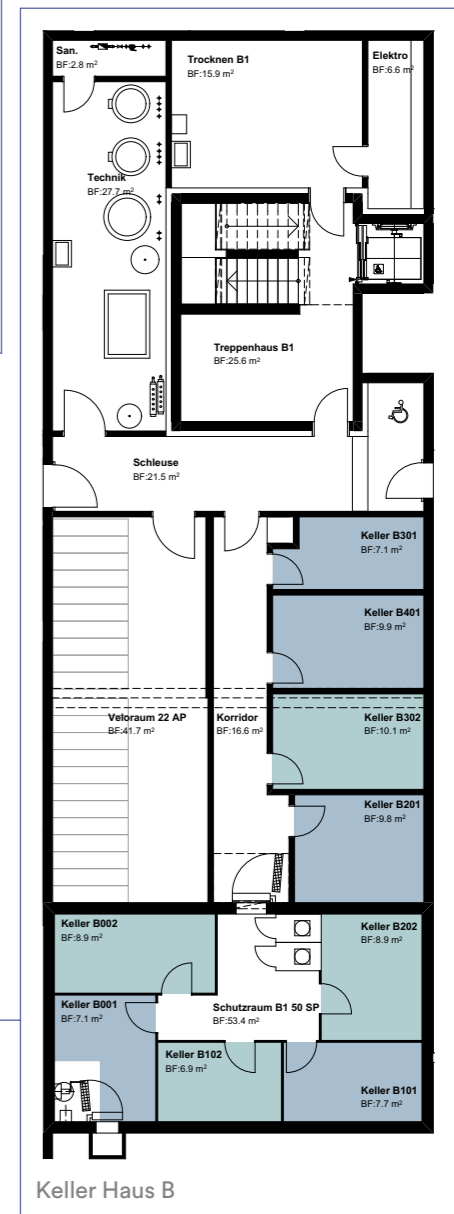 San.
BF:2.8 m²
Trocknen B1
BF:15.9 m²
Elektro
BF:6.6 m²
Technik
BF:27.7 m²
Treppenhaus B1
BF:25.6 m²
Schleuse
BF:21.5 m²
Keller B301
BF:7.1 m²
Keller B401
BF:9.9 m²
Veloraum 22 AP
BF:41.7 m²
Korridor
BF:16.6 m²
Keller B302
BF:10.1 m²
Keller B201
BF:9.8 m²
Keller B002
BF:8.9 m²
Keller B202
BF:8.9 m²
Keller B001
BF:7.1 m²
Schutzraum B1 50 SP
BF:53.4 m²
Keller B102
BF:6.9 m²
Keller B101
BF:7.7 m²
Keller Haus B